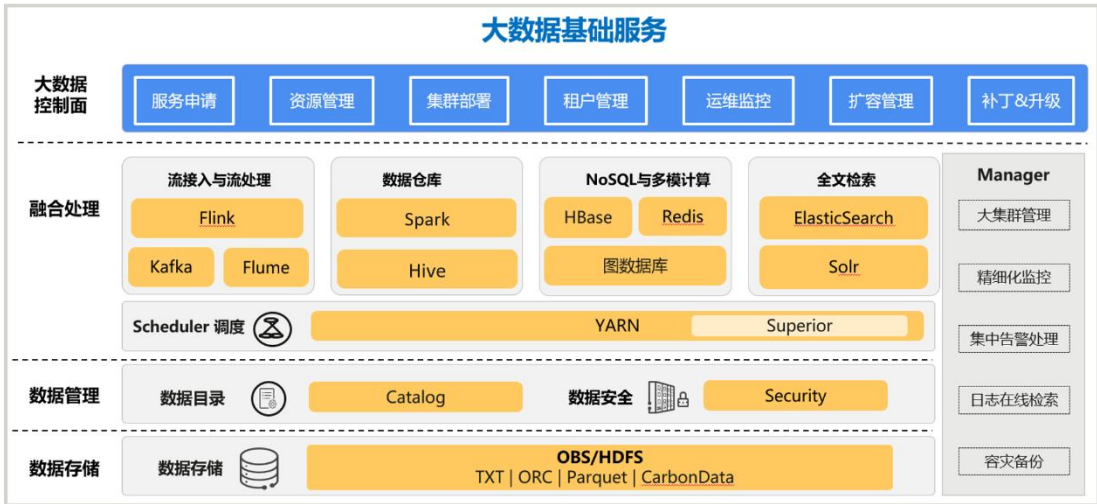 大数据基础服务
大数据
控制面
服务申请
资源管理
集群部署
租户管理
运维监控
扩容管理
补丁&升级
融合处理
流接入与流处理
Flink
Kafka
Flume
数据仓库
Spark
Hive
NoSQL与多模计算
HBase
Redis
图数据库
全文检索
ElasticSearch
Solr
Scheduler 调度
YARN
Superior
数据管理
数据目录
Catalog
数据安全
Security
数据存储
数据存储
OBS/HDFS
TXT | ORC | Parquet | CarbonData
Manager
大集群管理
精细化监控
集中告警处理
日志在线检索
容灾备份